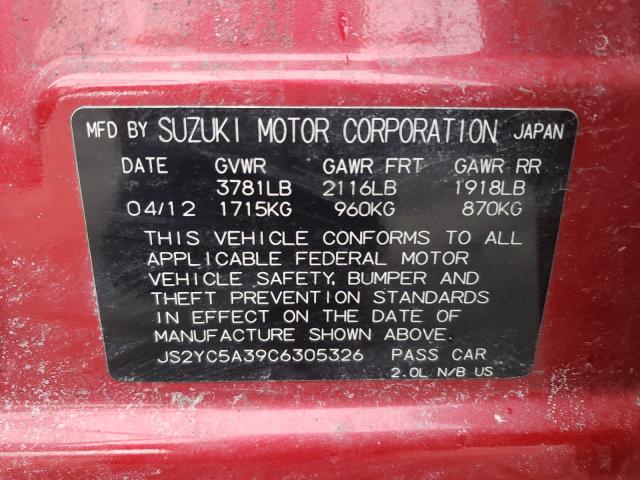 MFD BY SUZUKI MOTOR CORPORATION JAPAN
DATE GVWR GAWR FRT GAWR RR
3781LB 2116LB 1918LB
04/12 1715KG 960KG 870KG
THIS VEHICLE CONFORMS TO ALL
APPLICABLE FEDERAL MOTOR
VEHICLE SAFETY, BUMPER AND
THEFT PREVENTION STANDARDS
IN EFFECT ON THE DATE OF
MANUFACTURE SHOWN ABOVE.
JS2YC5A39C6305326 PASS CAR
2.0L N/B US